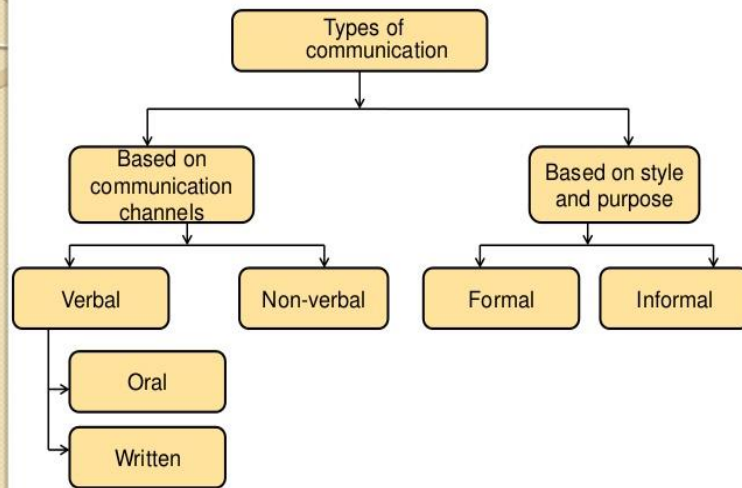 Types of
communication
Based on
communication
channels
Based on style
and purpose
Verbal
Non-verbal
Formal
Informal
Oral
Written